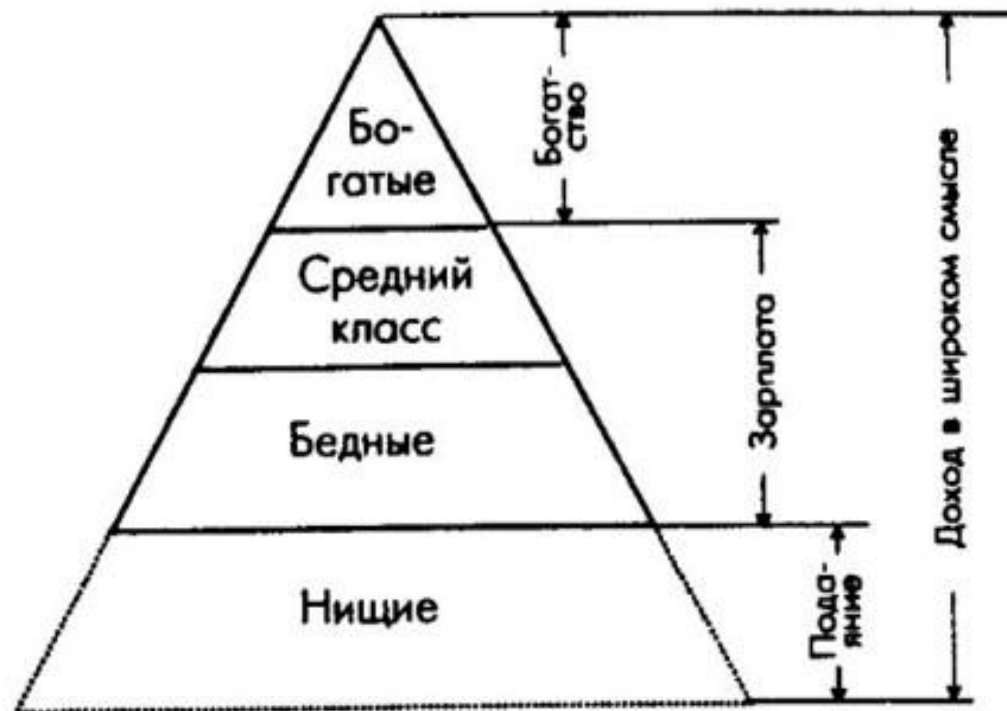 Бо-
гатые
Средний
класс
Бедные
Нищие
Богат-
ство
Зарплата
Пода-
яние
Доход в широком смысле